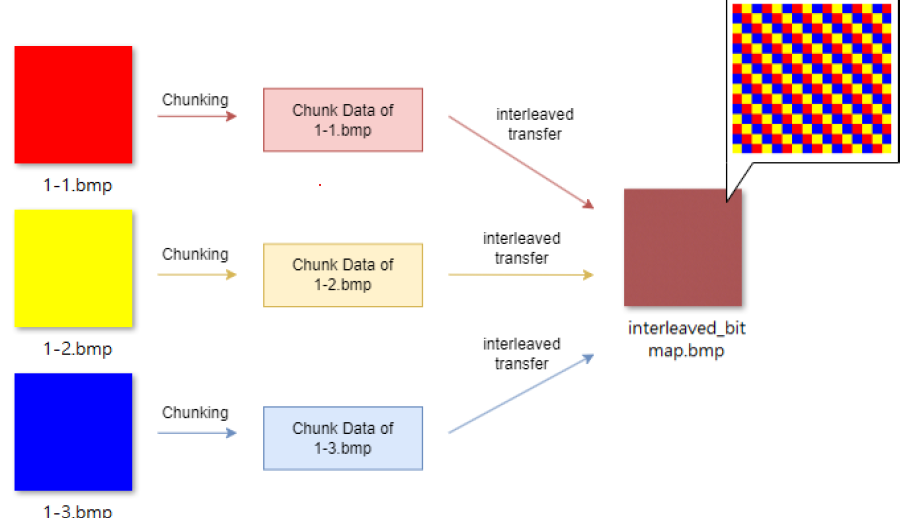 Chunking
Chunk Data of
1-1.bmp
interleaved
transfer
1-1.bmp
Chunking
Chunk Data of
1-2.bmp
interleaved
transfer
1-2.bmp
interleaved_bit
map.bmp
interleaved
transfer
Chunking
Chunk Data of
1-3.bmp
1-3.bmp